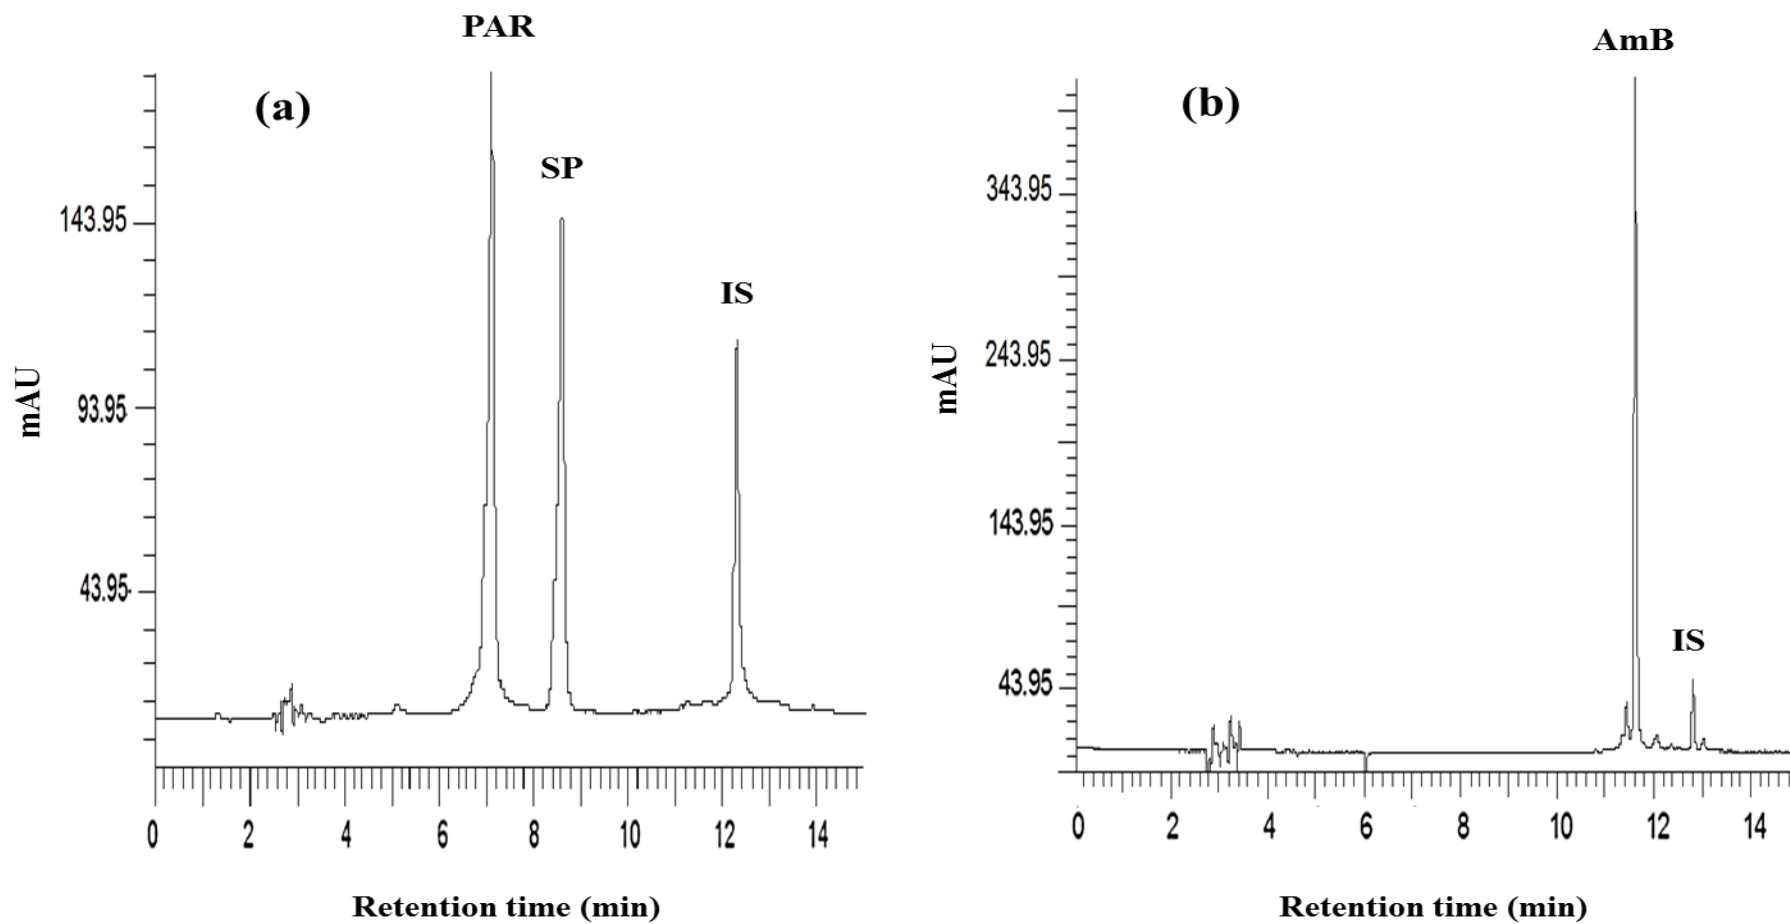 PAR
(a)
SP
143.95
IS
mAU
93.95
43.95
0 2 4 6 8 10 12 14
Retention time (min)
AmB
(b)
343.95
mAU
243.95
143.95
IS
43.95
0 2 4 6 8 10 12 14
Retention time (min)